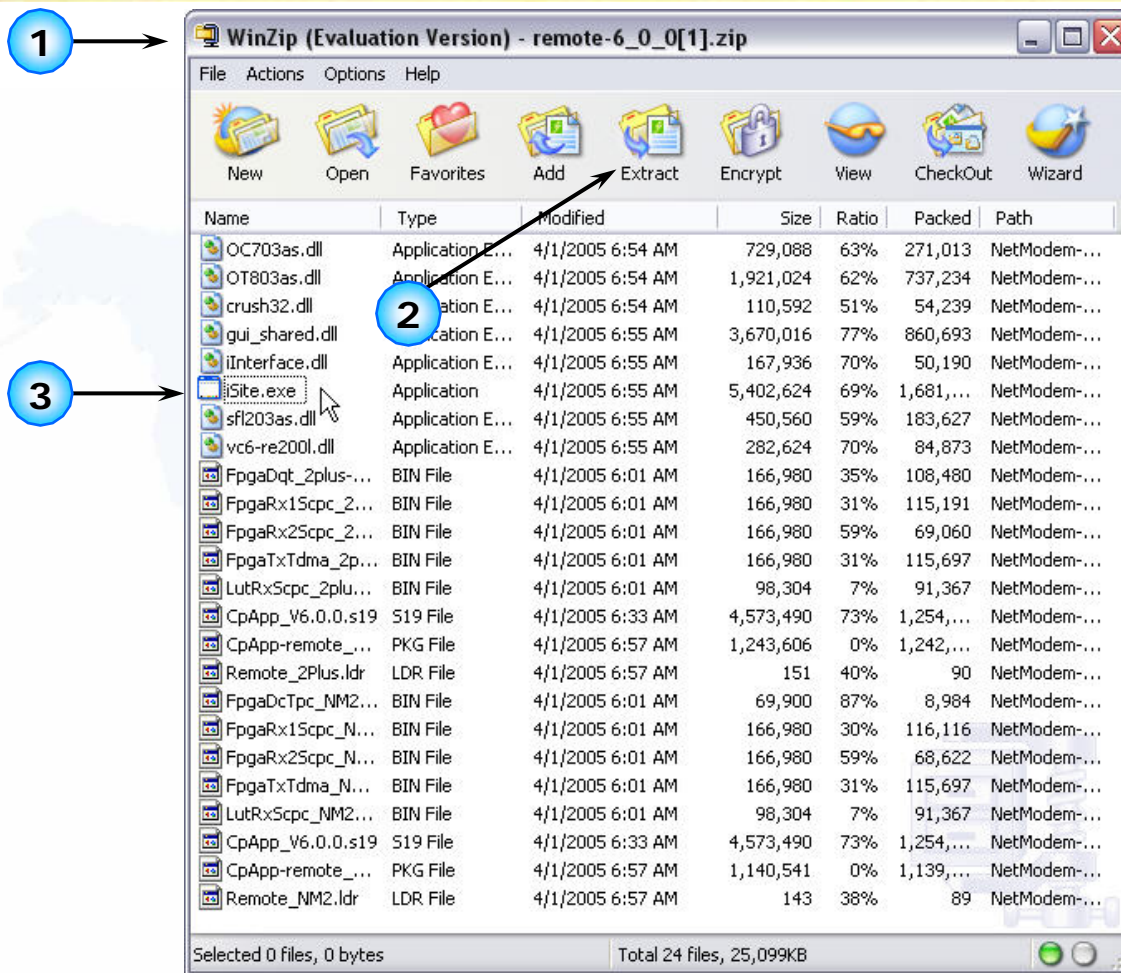 1
WinZip (Evaluation Version) - remote-6_0_0[1].zip
File Actions Options Help
New Open Favorites Add Extract Encrypt View CheckOut Wizard
2
3
Name Type Modified Size Ratio Packed Path
OC703as.dll Application E... 4/1/2005 6:54 AM 729,088 63% 271,013 NetModem-...
OT803as.dll Application E... 4/1/2005 6:54 AM 1,921,024 62% 737,234 NetModem-...
crush32.dll ation E... 4/1/2005 6:54 AM 110,592 51% 54,239 NetModem-...
gui_shared.dll ation E... 4/1/2005 6:55 AM 3,670,016 77% 860,693 NetModem-...
iInterface.dll Application E... 4/1/2005 6:55 AM 167,936 70% 50,190 NetModem-...
iSite.exe Application 4/1/2005 6:55 AM 5,402,624 69% 1,681,... NetModem-...
sfl203as.dll Application E... 4/1/2005 6:55 AM 450,560 59% 183,627 NetModem-...
vc6-re200l.dll Application E... 4/1/2005 6:55 AM 282,624 70% 84,873 NetModem-...
FpgaDqt_2plus-... BIN File 4/1/2005 6:01 AM 166,980 35% 108,480 NetModem-...
FpgaRx1Scpc_2... BIN File 4/1/2005 6:01 AM 166,980 31% 115,191 NetModem-...
FpgaRx2Scpc_2... BIN File 4/1/2005 6:01 AM 166,980 59% 69,060 NetModem-...
FpgaTxTdma_2p... BIN File 4/1/2005 6:01 AM 166,980 31% 115,697 NetModem-...
LutRxScpc_2plu... BIN File 4/1/2005 6:01 AM 98,304 7% 91,367 NetModem-...
CpApp_V6.0.0.s19 S19 File 4/1/2005 6:33 AM 4,573,490 73% 1,254,... NetModem-...
CpApp-remote_... PKG File 4/1/2005 6:57 AM 1,243,606 0% 1,242,... NetModem-...
Remote_2Plus.ldr LDR File 4/1/2005 6:57 AM 151 40% 90 NetModem-...
FpgaDcTpc_NM2... BIN File 4/1/2005 6:01 AM 69,900 87% 8,984 NetModem-...
FpgaRx1Scpc_N... BIN File 4/1/2005 6:01 AM 166,980 30% 116,116 NetModem-...
FpgaRx2Scpc_N... BIN File 4/1/2005 6:01 AM 166,980 59% 68,622 NetModem-...
FpgaTxTdma_N... BIN File 4/1/2005 6:01 AM 166,980 31% 115,697 NetModem-...
LutRxScpc_NM2... BIN File 4/1/2005 6:01 AM 98,304 7% 91,367 NetModem-...
CpApp_V6.0.0.s19 S19 File 4/1/2005 6:33 AM 4,573,490 73% 1,254,... NetModem-...
CpApp-remote_... PKG File 4/1/2005 6:57 AM 1,140,541 0% 1,139,... NetModem-...
Remote_NM2.ldr LDR File 4/1/2005 6:57 AM 143 38% 89 NetModem-...
Selected 0 files, 0 bytes Total 24 files, 25,099KB